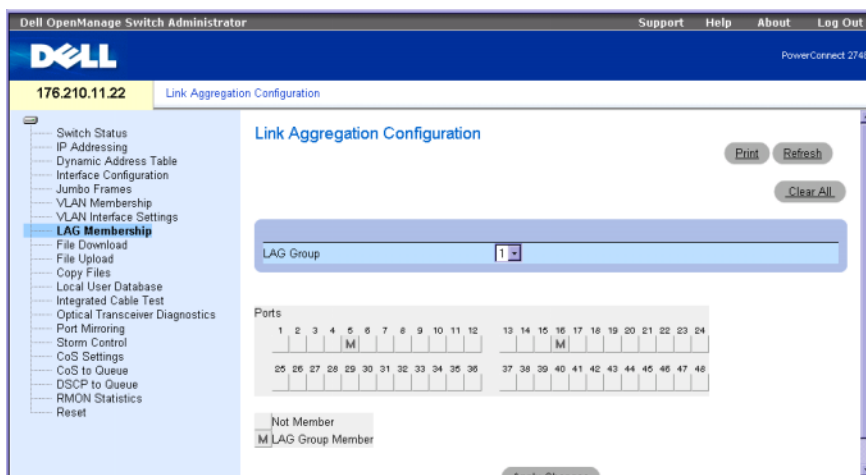 Dell OpenManage Switch Administrator
Support Help About Log Out
DELL
PowerConnect 2748
176.210.11.22
Link Aggregation Configuration
Switch Status
IP Addressing
Dynamic Address Table
Interface Configuration
Jumbo Frames
VLAN Membership
VLAN Interface Settings
LAG Membership
File Download
File Upload
Copy Files
Local User Database
Integrated Cable Test
Optical Transceiver Diagnostics
Port Mirroring
Storm Control
CoS Settings
CoS to Queue
DSCP to Queue
RMON Statistics
Reset
Link Aggregation Configuration
Print Refresh
Clear All
LAG Group 1
Ports
1 2 3 4 5 6 7 8 9 10 11 12 13 14 15 16 17 18 19 20 21 22 23 24
M M
25 26 27 28 29 30 31 32 33 34 35 36 37 38 39 40 41 42 43 44 45 46 47 48
Not Member
M LAG Group Member